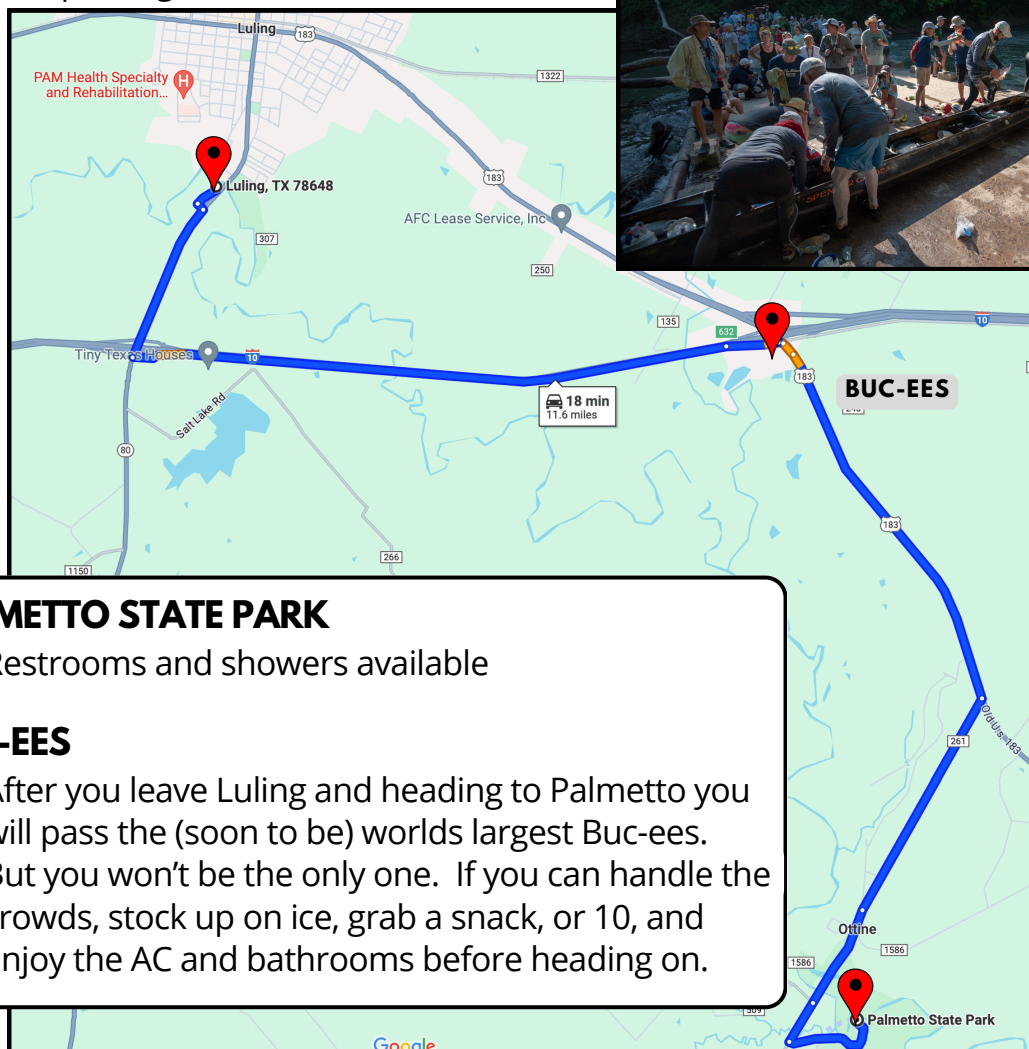 Luling
183
PAM Health Specialty
and Rehabilitation...
H
1322
183
Luling, TX 78648
AFC Lease Service, Inc
307
250
135
632
10
Tiny Texas Houses
10
183
BUC-EES
18 min
11.6 miles
Salt Lake Rd
80
183
266
1150
METTO STATE PARK
Restrooms and showers available
-EES
After you leave Luling and heading to Palmetto you
will pass the (soon to be) worlds largest Buc-ees.
But you won't be the only one. If you can handle the
crowds, stock up on ice, grab a snack, or 10, and
enjoy the AC and bathrooms before heading on.
Old U.S. 183
261
Ottine
1586
1586
Palmetto State Park
Google